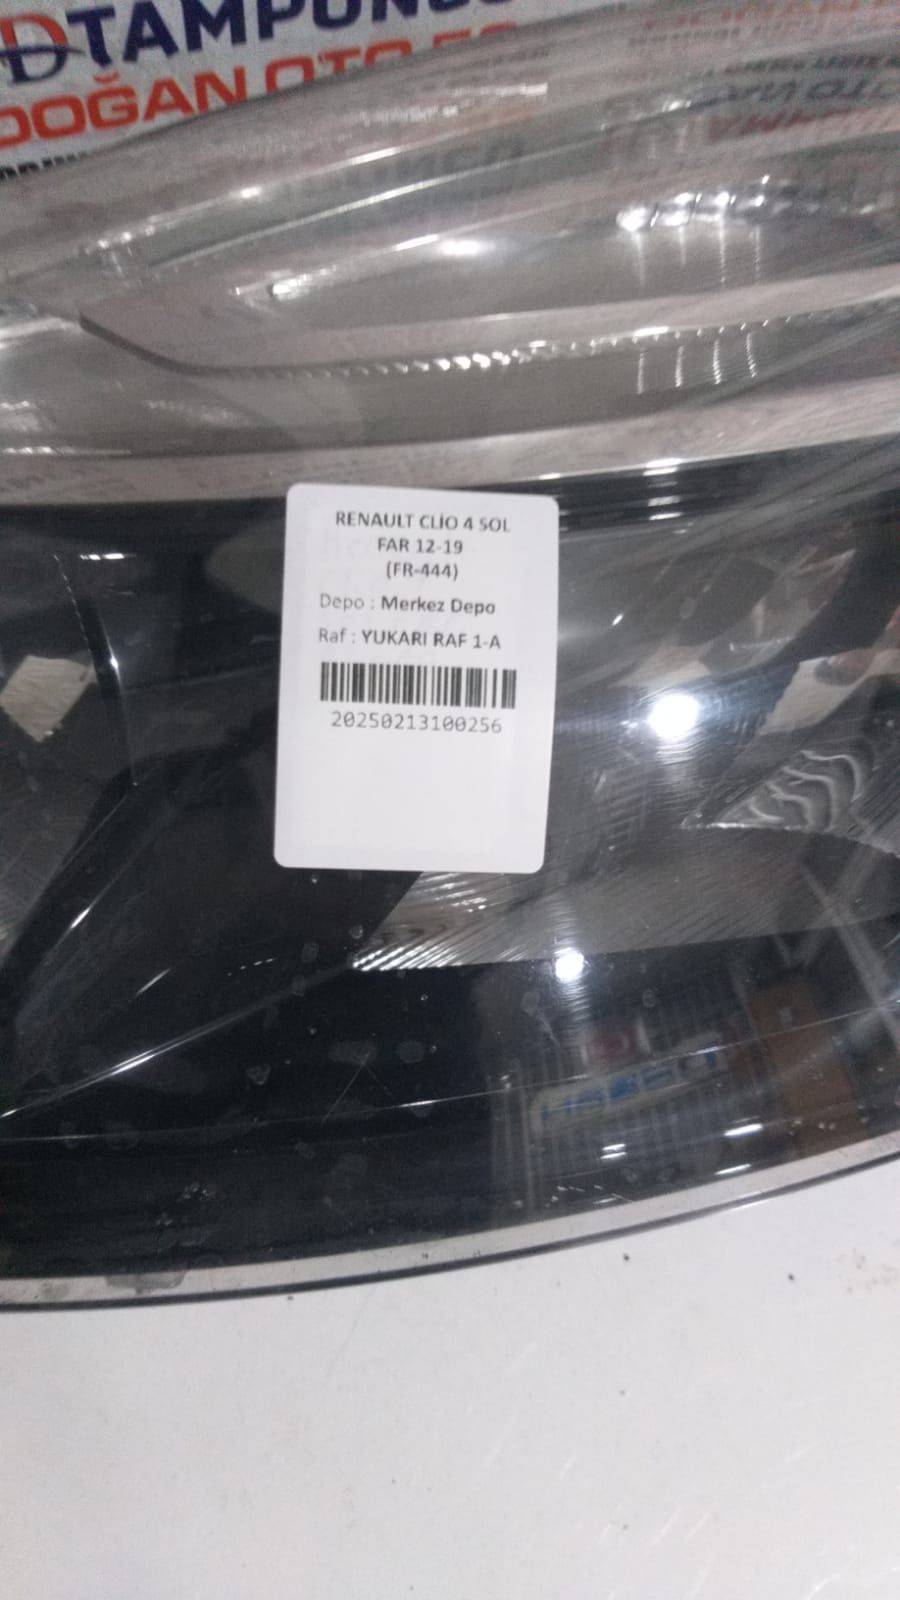 DTAMPONCU
DOĞAN OTO
RENAULT CLİO 4 SOL
FAR 12-19
(FR-444)
Depo : Merkez Depo
Raf : YUKARI RAF 1-A
20250213100256